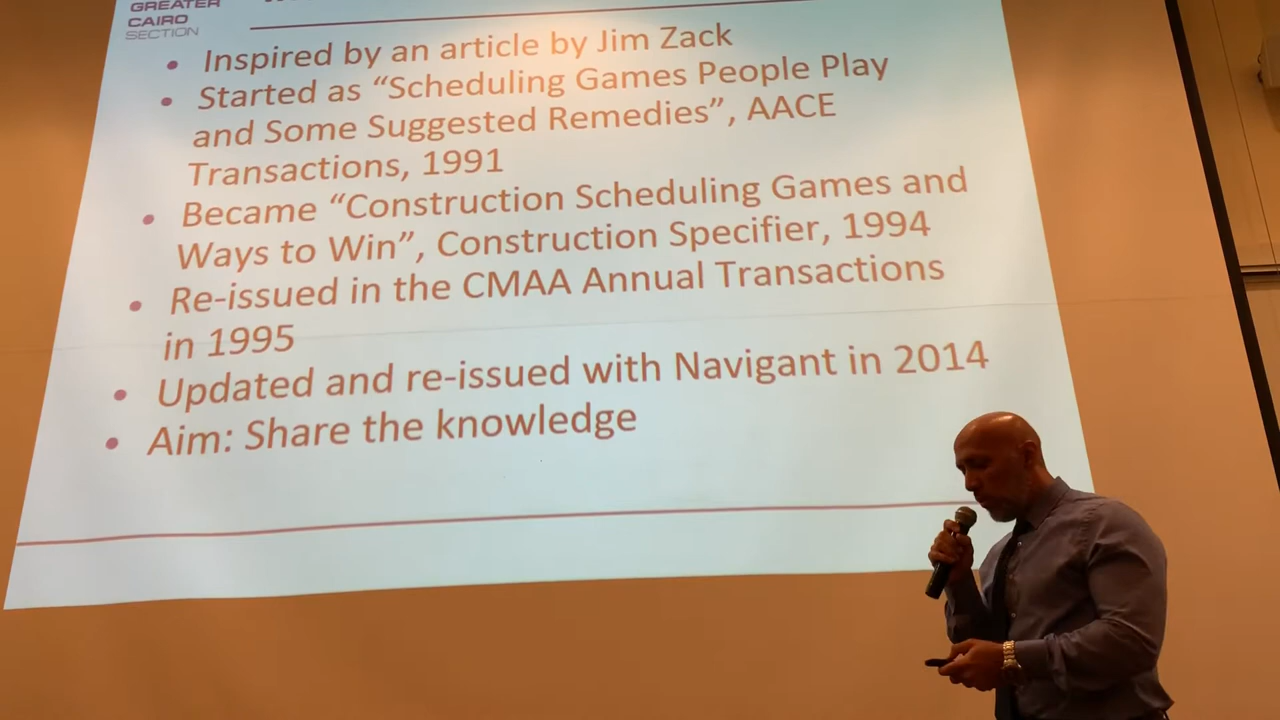 GREATER
CAIRO
SECTION
• Inspired by an article by Jim Zack
• Started as “Scheduling Games People Play
and Some Suggested Remedies”, AACE
Transactions, 1991
• Became “Construction Scheduling Games and
Ways to Win”, Construction Specifier, 1994
• Re-issued in the CMAA Annual Transactions
in 1995
• Updated and re-issued with Navigant in 2014
• Aim: Share the knowledge